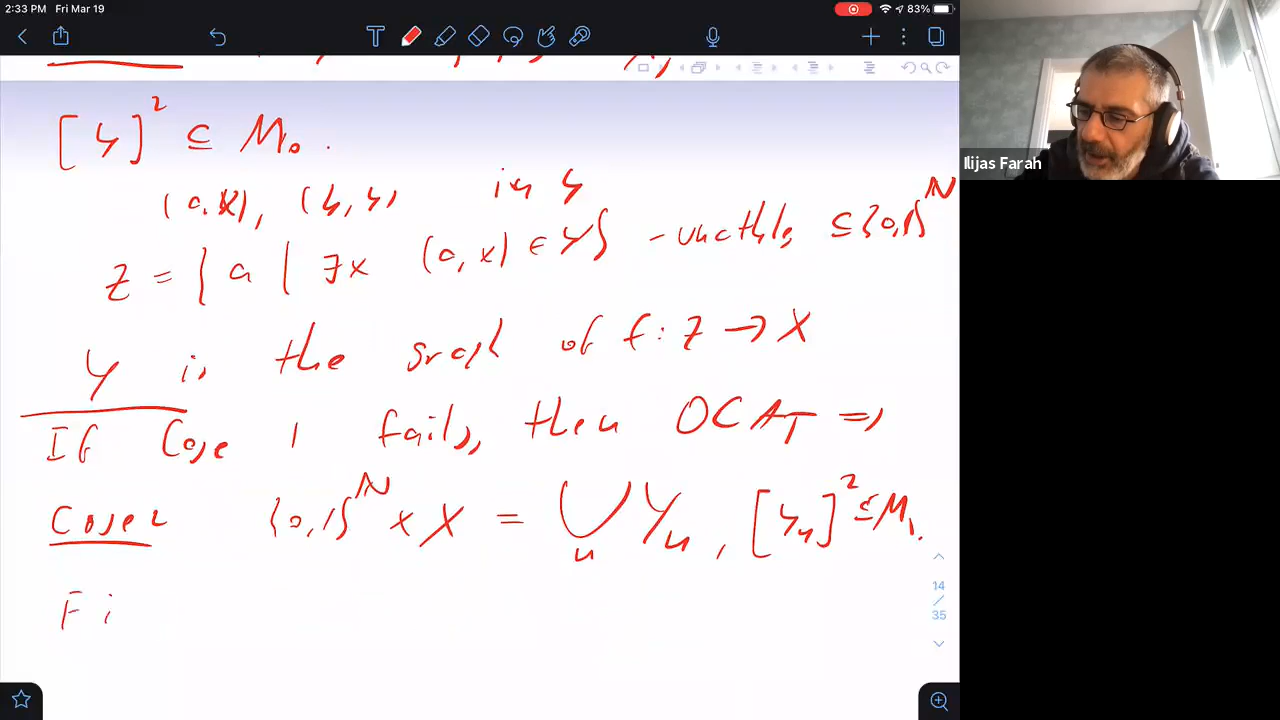 2:33 PM Fri Mar 19
83%
[Y]² ⊆ M₀.
(a,x), (b,y) in Y
Z = { a | ∃x (a,x) ∈ Y} - unctble, ⊆ {0,1}^N
Y is the graph of f: Z → X
If Case 1 fails, then OCA_T ⇒
Case 2 {0,1}^N × X = ⋃_n Y_n, [Y_n]² ⊆ M₁.
Fi
Ilijas Farah
14
/
35